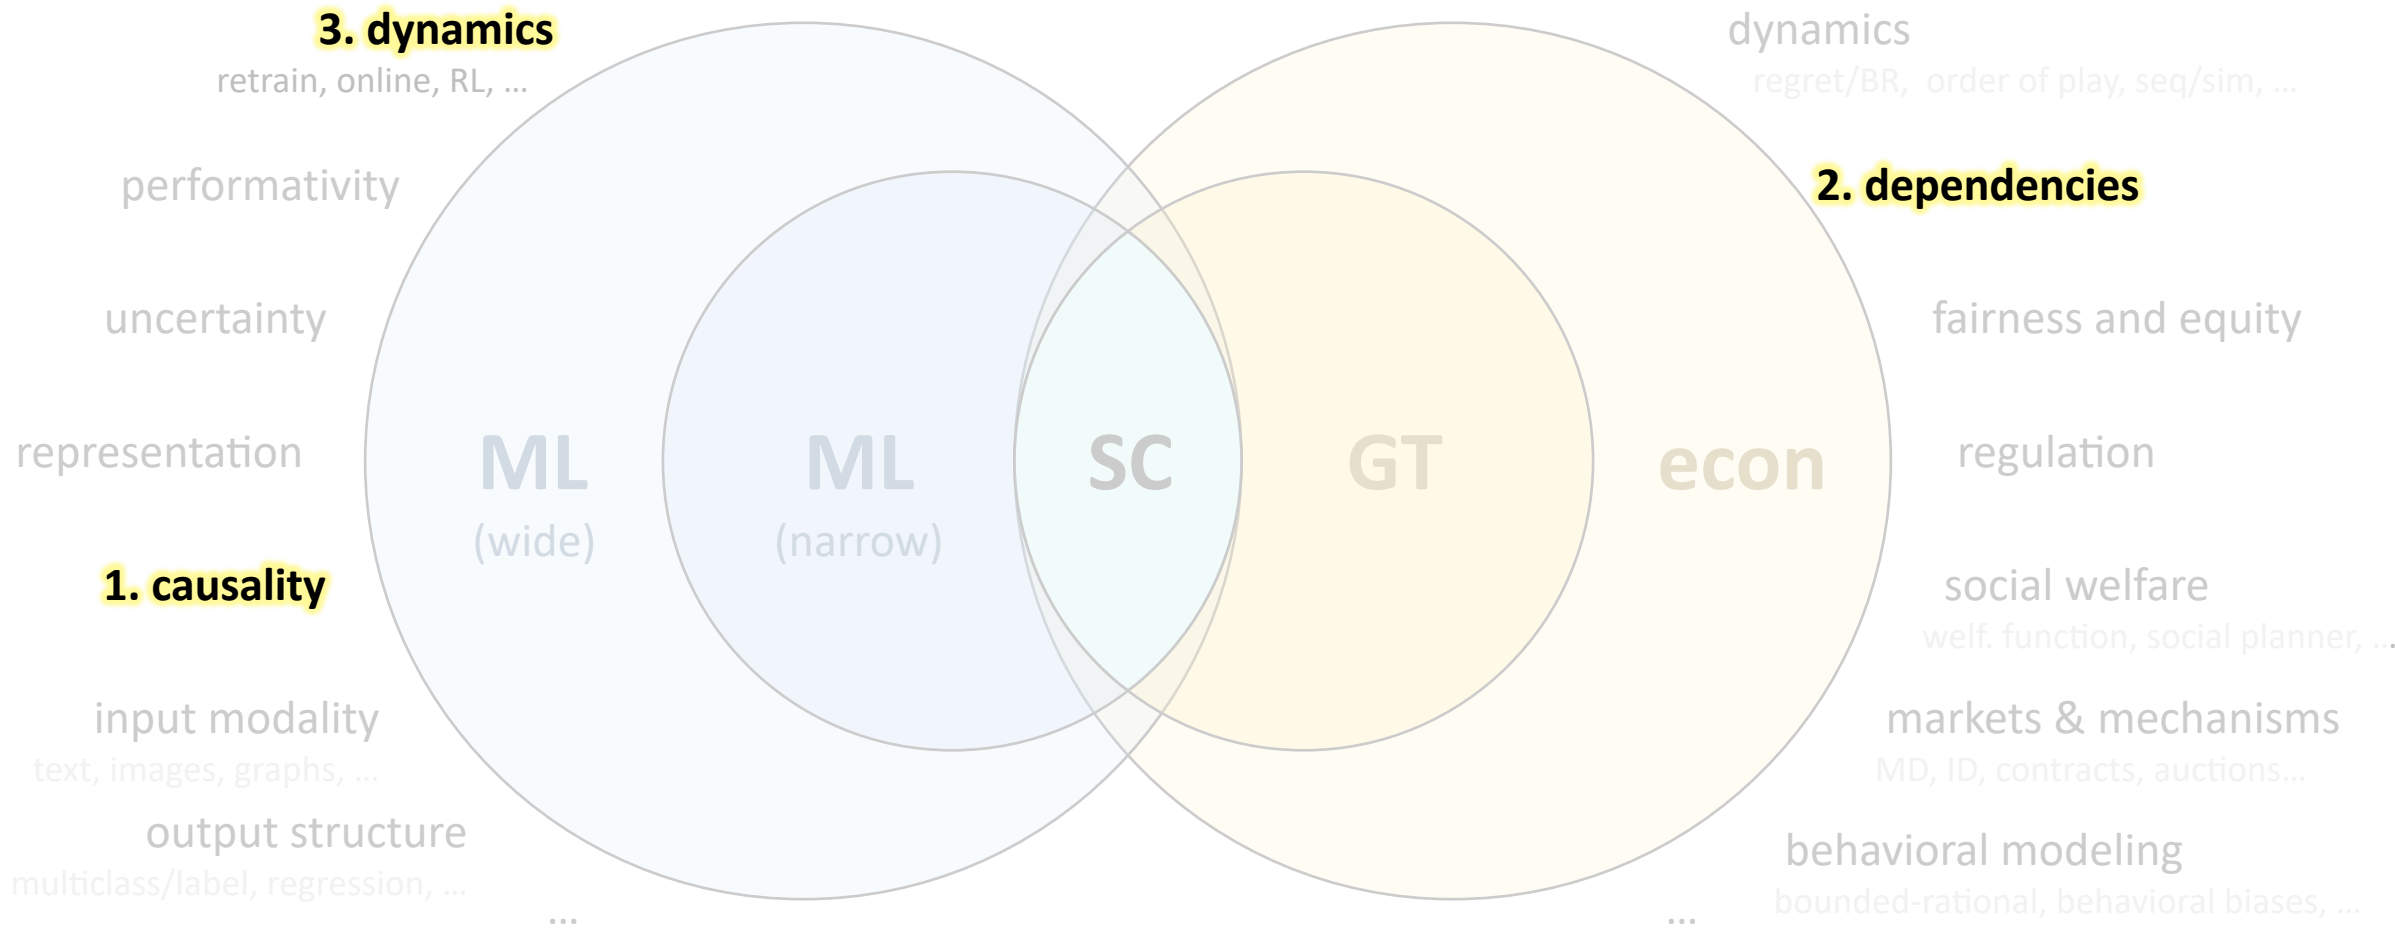 3. dynamics
retrain, online, RL, ...
performativity
uncertainty
representation
1. causality
input modality
text, images, graphs, ...
output structure
multiclass/label, regression, ...
...
ML
(wide)
ML
(narrow)
SC
GT
econ
dynamics
regret/BR, order of play, seq/sim, ...
2. dependencies
fairness and equity
regulation
social welfare
welf. function, social planner, ...
markets & mechanisms
MD, ID, contracts, auctions...
behavioral modeling
bounded-rational, behavioral biases, ...
...